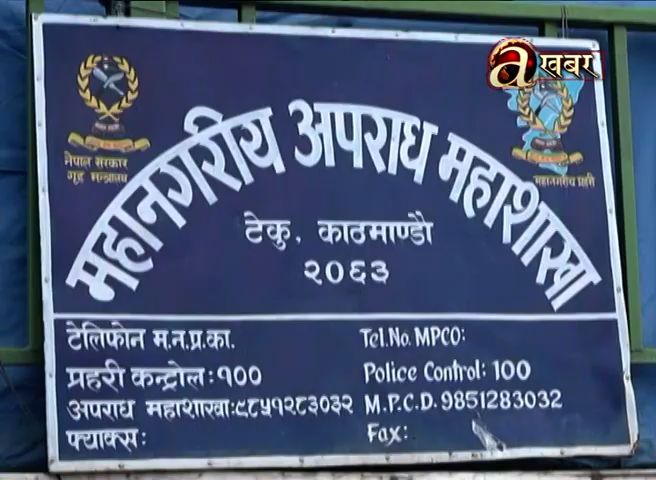 a खबर
नेपाल सरकार
गृह मन्त्रालय
महानगरीय प्रहरी
महानगरीय अपराध महाशाखा
टेकु, काठमाण्डौ
२०६३
टेलिफोन म.न.प्र.का. Tel.No. MPCO:
प्रहरी कन्ट्रोल:१०० Police Control: 100
अपराध महाशाखा:९८५१२८३०३२ M.P.C.D. 9851283032
फ्याक्स: Fax: